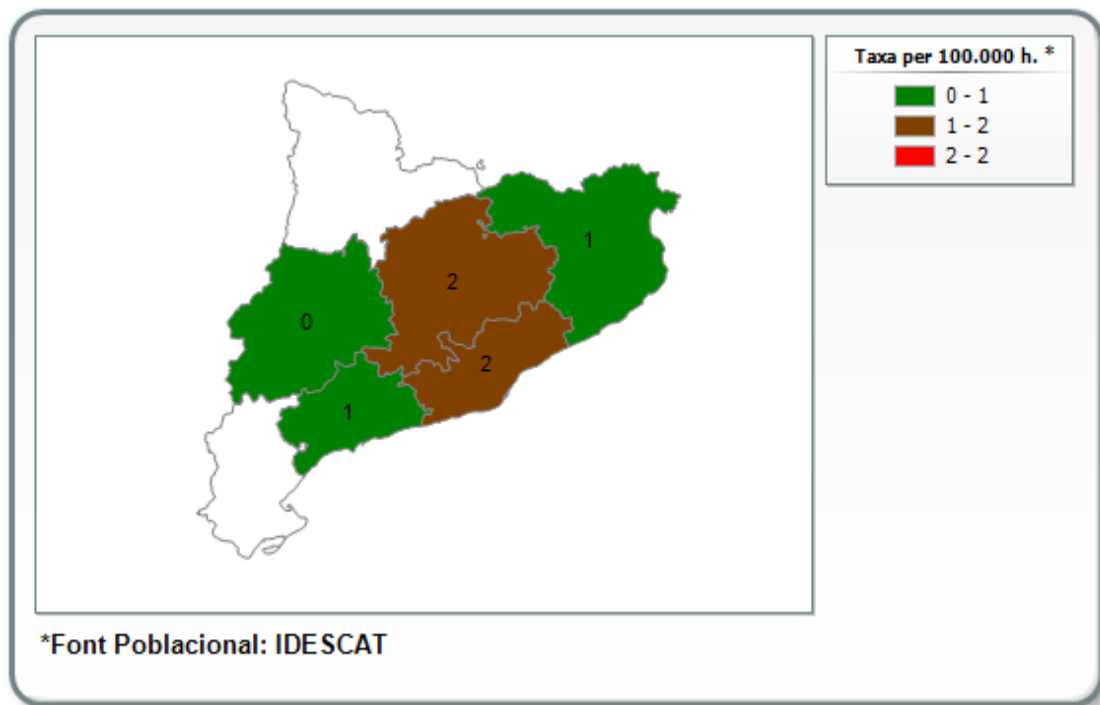 Taxa per 100.000 h. *
0 - 1
1 - 2
2 - 2
1
2
0
2
1
*Font Poblacional: IDESCAT